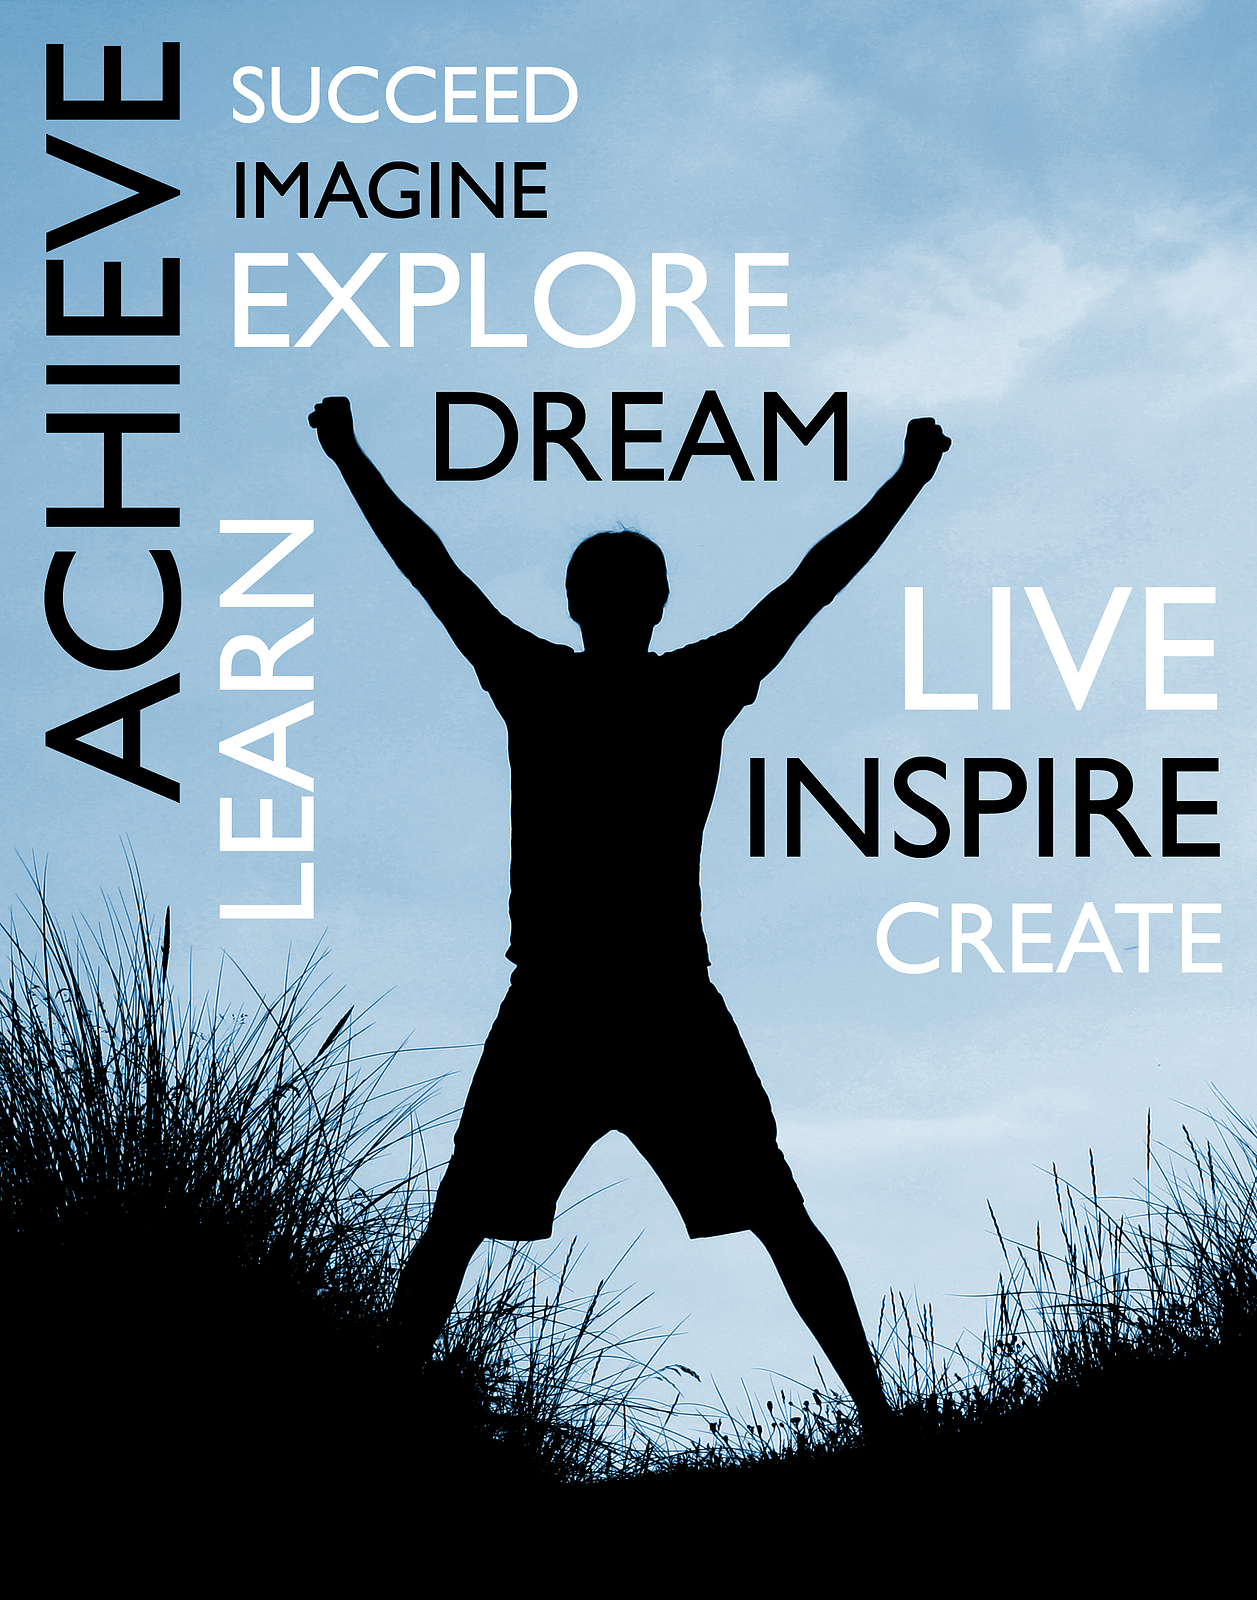 ACHIEVE
SUCCEED
IMAGINE
EXPLORE
DREAM
LEARN
LIVE
INSPIRE
CREATE